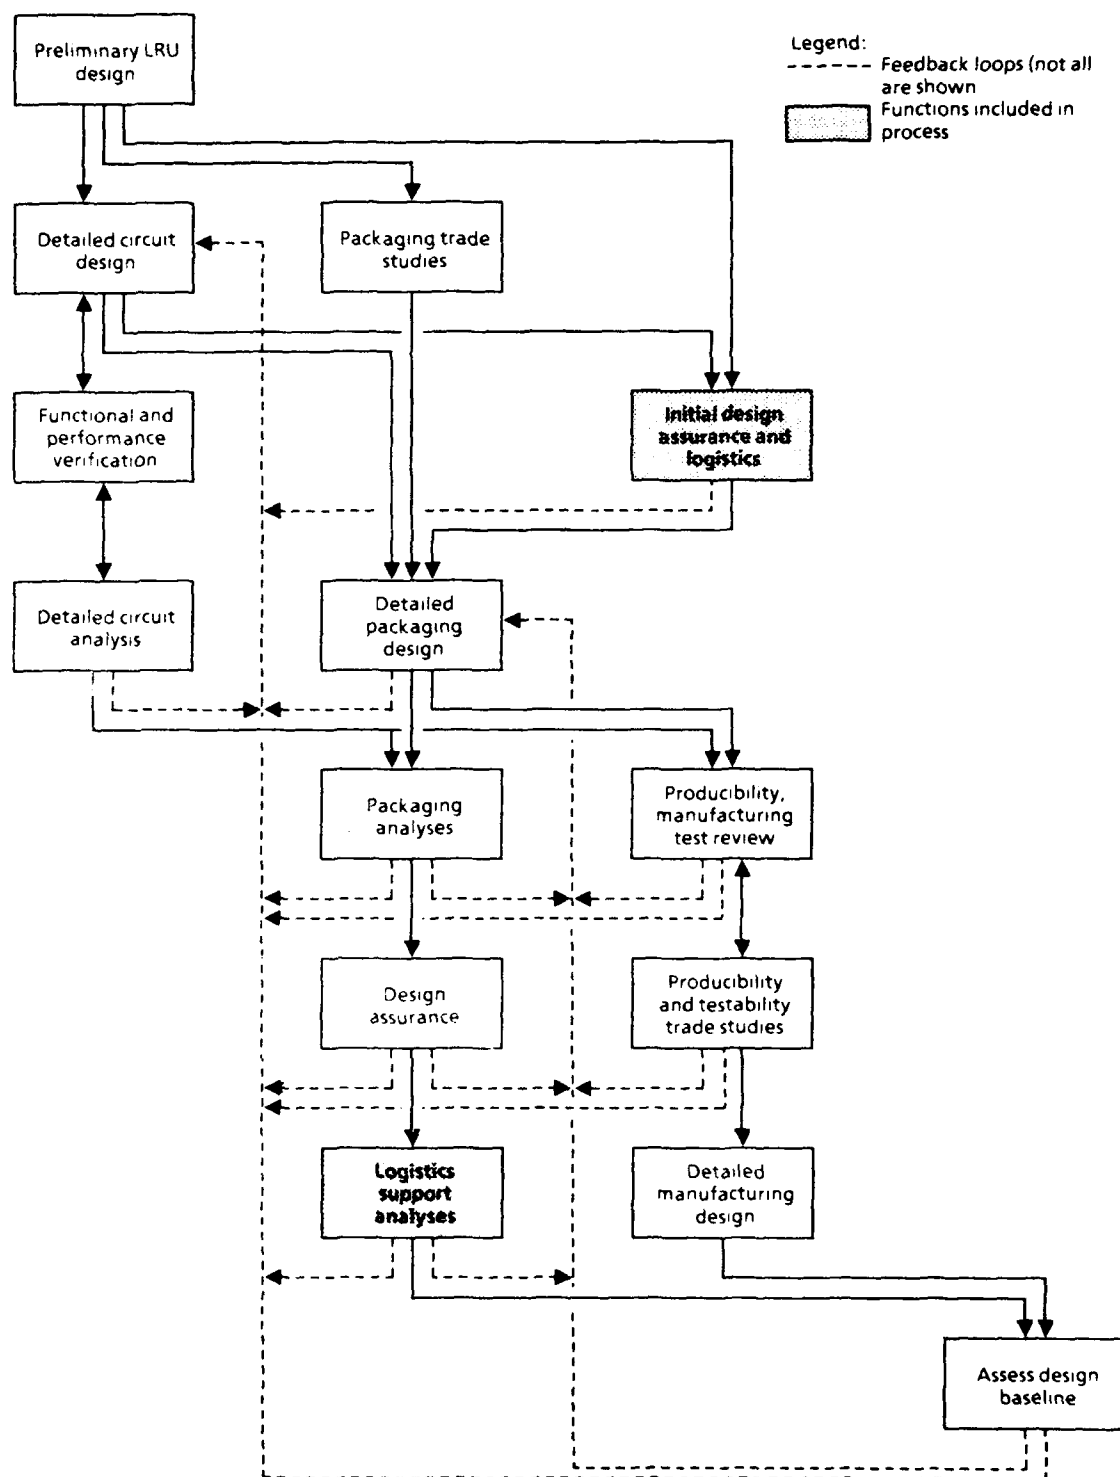 Preliminary LRU
design
Legend:
Feedback loops (not all
are shown
Functions included in
process
Detailed circuit
design
Packaging trade
studies
Functional and
performance
verification
Initial design
assurance and
logistics
Detailed circuit
analysis
Detailed
packaging
design
Packaging
analyses
Producibility,
manufacturing
test review
Design
assurance
Producibility
and testability
trade studies
Logistics
support
analyses
Detailed
manufacturing
design
Assess design
baseline